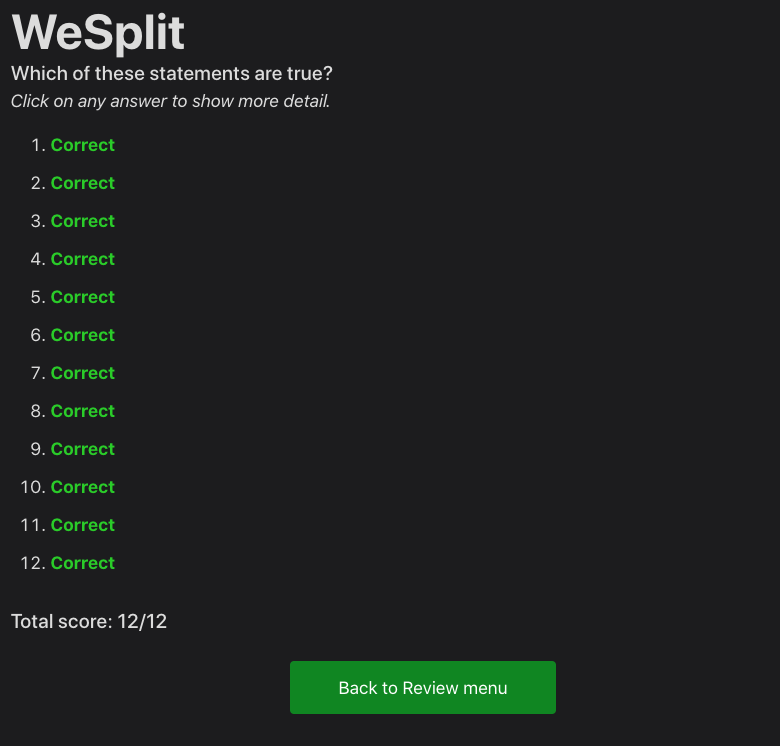 WeSplit
Which of these statements are true?
Click on any answer to show more detail.
1. Correct
2. Correct
3. Correct
4. Correct
5. Correct
6. Correct
7. Correct
8. Correct
9. Correct
10. Correct
11. Correct
12. Correct
Total score: 12/12
Back to Review menu